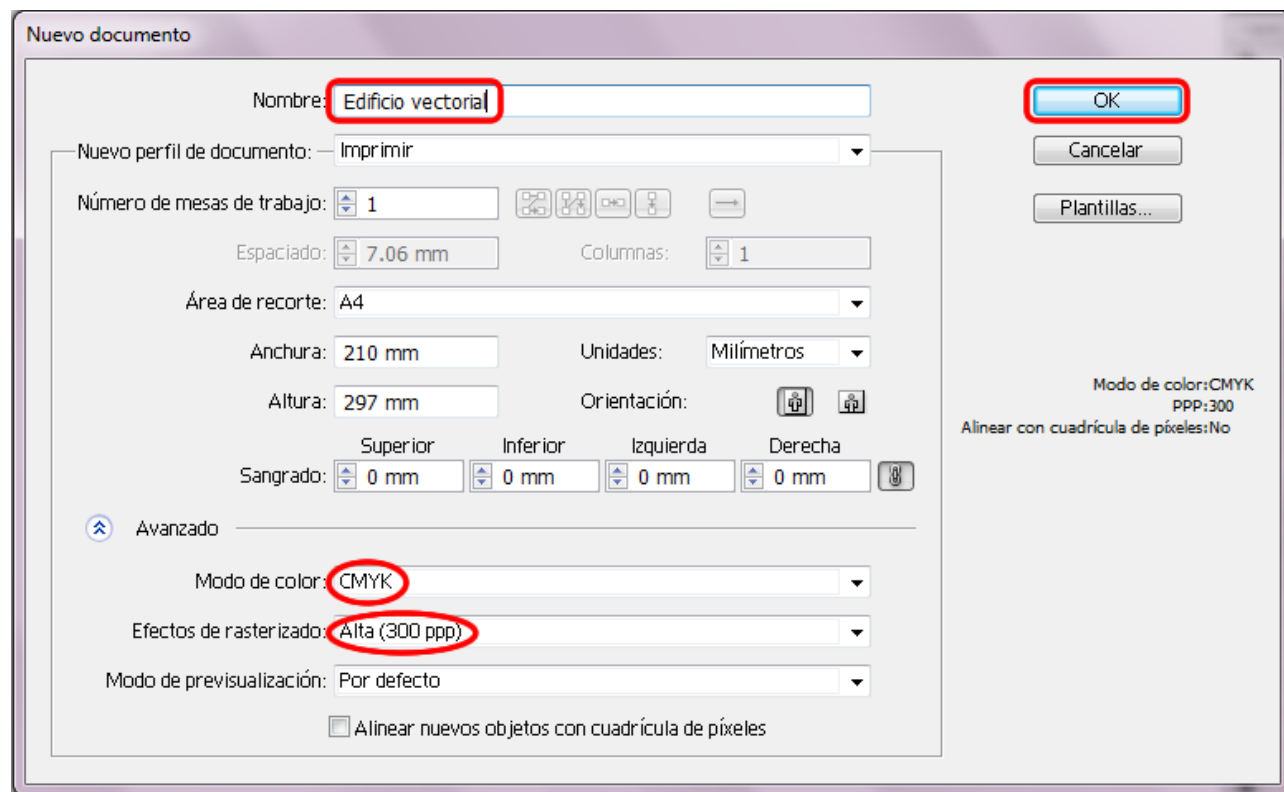 Nuevo documento
Nombre: Edificio vectorial
OK
Nuevo perfil de documento: Imprimir
Cancelar
Número de mesas de trabajo: 1
Plantillas...
Espaciado: 7.06 mm Columnas: 1
Área de recorte: A4
Anchura: 210 mm Unidades: Milímetros
Altura: 297 mm Orientación:
Modo de color:CMYK
PPP:300
Alinear con cuadrícula de píxeles:No
Superior Inferior Izquierda Derecha
Sangrado: 0 mm 0 mm 0 mm 0 mm
Avanzado
Modo de color: CMYK
Efectos de rasterizado: Alta (300 ppp)
Modo de previsualización: Por defecto
Alinear nuevos objetos con cuadrícula de píxeles